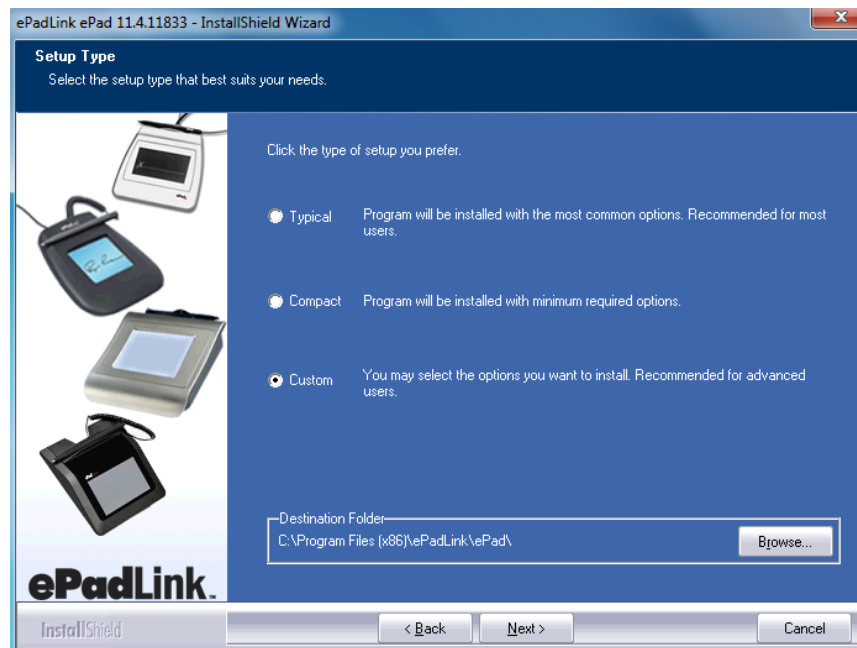 ePadLink ePad 11.4.11833 - InstallShield Wizard
Setup Type
Select the setup type that best suits your needs.
Click the type of setup you prefer.
Typical Program will be installed with the most common options. Recommended for most
users.
Compact Program will be installed with minimum required options.
Custom You may select the options you want to install. Recommended for advanced
users.
Destination Folder
C:\Program Files (x86)\ePadLink\ePad\
Browse...
ePadLink
InstallShield
< Back Next > Cancel